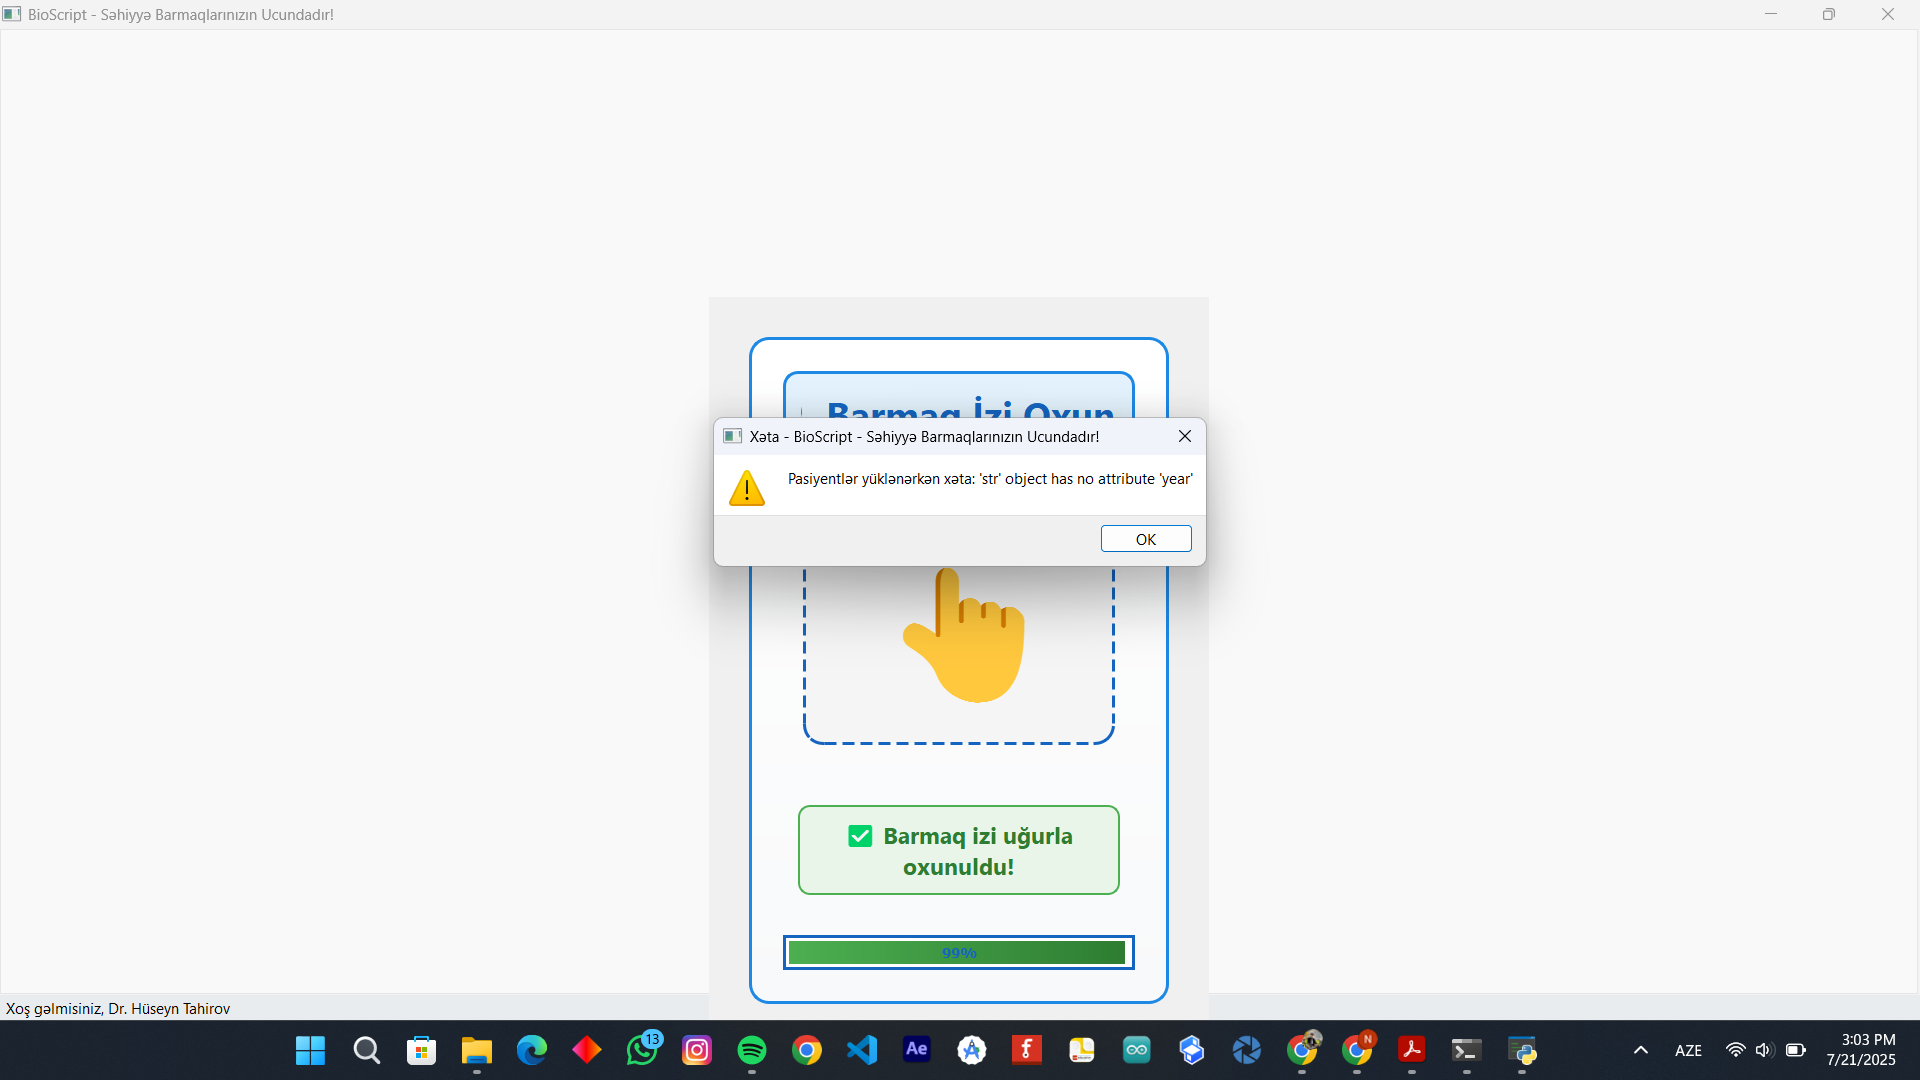 BioScript - Səhiyyə Barmaqlarınızın Ucundadır!
Barmaq İzi Oxun
Xəta - BioScript - Səhiyyə Barmaqlarınızın Ucundadır!
Pasiyentlər yüklənərkən xəta: 'str' object has no attribute 'year'
OK
Barmaq izi uğurla
oxunuldu!
99%
Xoş gəlmisiniz, Dr. Hüseyn Tahirov
13
Ae
N
AZE
3:03 PM
7/21/2025